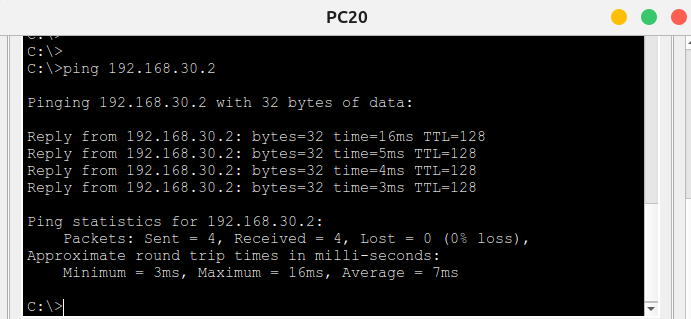 PC20
C:\>
C:\>
C:\>ping 192.168.30.2
Pinging 192.168.30.2 with 32 bytes of data:
Reply from 192.168.30.2: bytes=32 time=16ms TTL=128
Reply from 192.168.30.2: bytes=32 time=5ms TTL=128
Reply from 192.168.30.2: bytes=32 time=4ms TTL=128
Reply from 192.168.30.2: bytes=32 time=3ms TTL=128
Ping statistics for 192.168.30.2:
    Packets: Sent = 4, Received = 4, Lost = 0 (0% loss),
Approximate round trip times in milli-seconds:
    Minimum = 3ms, Maximum = 16ms, Average = 7ms
C:\>